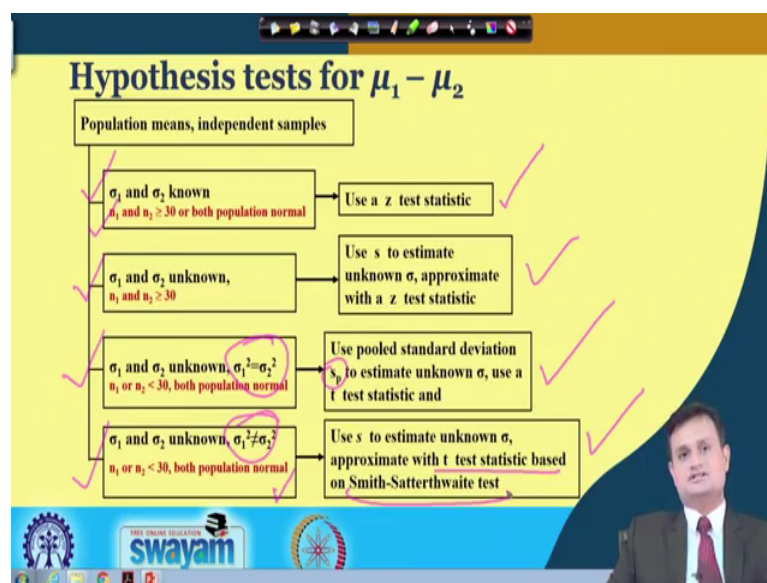 Hypothesis tests for μ₁ – μ₂
Population means, independent samples
σ₁ and σ₂ known
n₁ and n₂ ≥ 30 or both population normal
Use a z test statistic
σ₁ and σ₂ unknown,
n₁ and n₂ ≥ 30
Use s to estimate
unknown σ, approximate
with a z test statistic
σ₁ and σ₂ unknown, σ₁²=σ₂²
n₁ or n₂ < 30, both population normal
Use pooled standard deviation
sₚ to estimate unknown σ, use a
t test statistic and
σ₁ and σ₂ unknown, σ₁²≠σ₂²
n₁ or n₂ < 30, both population normal
Use s to estimate unknown σ,
approximate with t test statistic based
on Smith-Satterthwaite test
FREE ONLINE EDUCATION
swayam